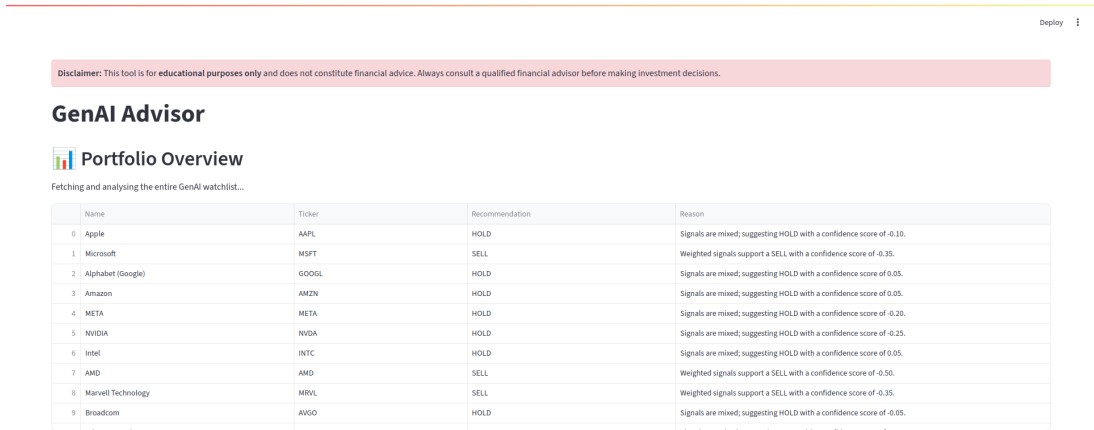 Deploy
Disclaimer: This tool is for educational purposes only and does not constitute financial advice. Always consult a qualified financial advisor before making investment decisions.
GenAI Advisor
📊 Portfolio Overview
Fetching and analysing the entire GenAI watchlist...
Name Ticker Recommendation Reason
0 Apple AAPL HOLD Signals are mixed; suggesting HOLD with a confidence score of -0.10.
1 Microsoft MSFT SELL Weighted signals support a SELL with a confidence score of -0.35.
2 Alphabet (Google) GOOGL HOLD Signals are mixed; suggesting HOLD with a confidence score of 0.05.
3 Amazon AMZN HOLD Signals are mixed; suggesting HOLD with a confidence score of 0.05.
4 META META HOLD Signals are mixed; suggesting HOLD with a confidence score of -0.20.
5 NVIDIA NVDA HOLD Signals are mixed; suggesting HOLD with a confidence score of -0.25.
6 Intel INTC HOLD Signals are mixed; suggesting HOLD with a confidence score of 0.05.
7 AMD AMD SELL Weighted signals support a SELL with a confidence score of -0.50.
8 Marvell Technology MRVL SELL Weighted signals support a SELL with a confidence score of -0.35.
9 Broadcom AVGO HOLD Signals are mixed; suggesting HOLD with a confidence score of -0.05.